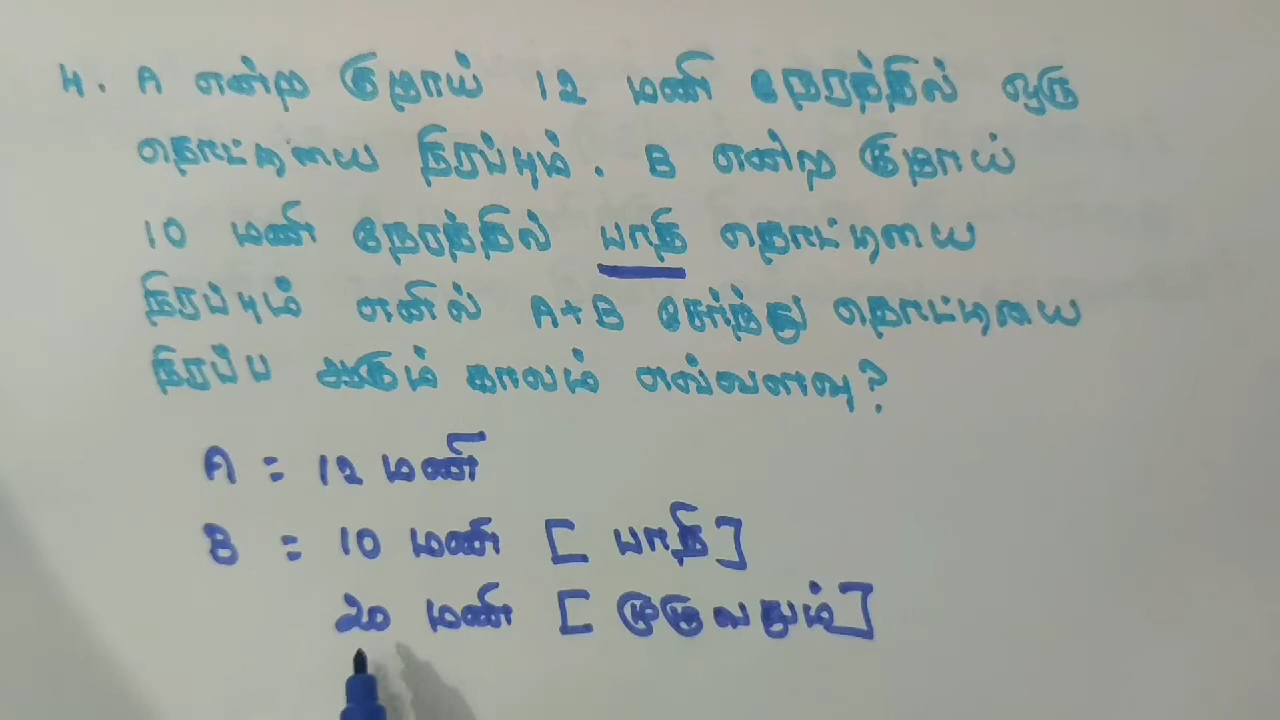 4. A என்ற குழாய் 12 மணி நேரத்தில் ஒரு
தொட்டியை நிரப்பும். B என்ற குழாய்
10 மணி நேரத்தில் பாதி தொட்டியை
நிரப்பும் எனில் A+B சேர்ந்து தொட்டியை
நிரப்ப ஆகும் காலம் எவ்வளவு?
A = 12 மணி
B = 10 மணி [ பாதி ]
20 மணி [ முழுவதும் ]